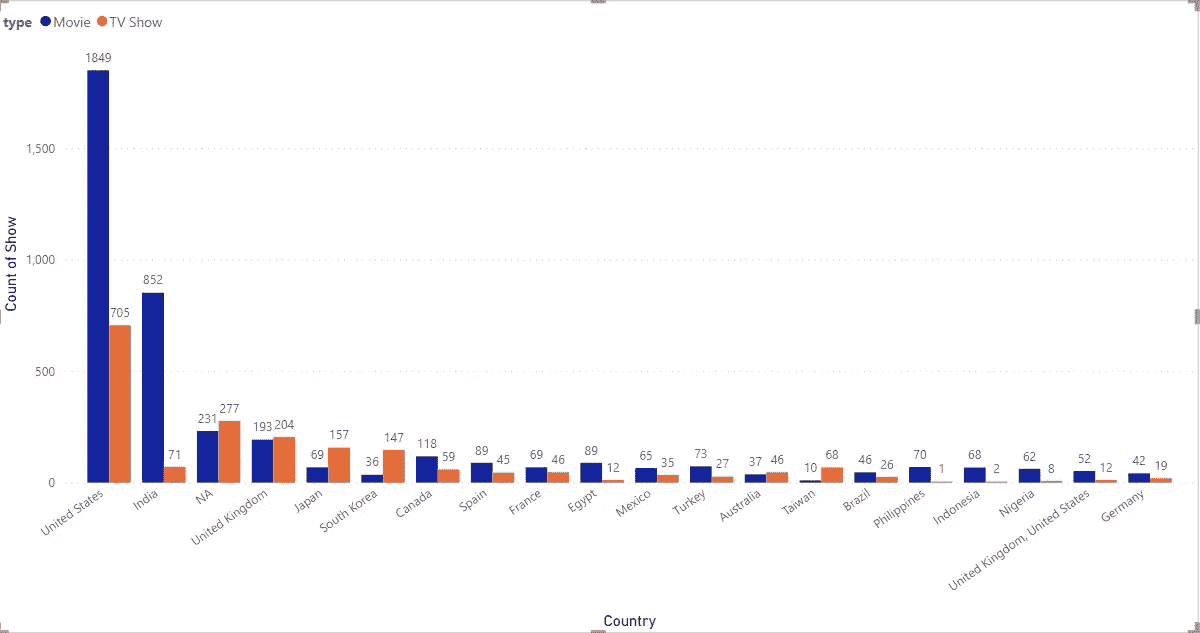 type Movie TV Show
1849
1,500
1,000
852
705
500
231 277
193 204
71
69 157
36 147
118 59
89 45
69 46
89 12
65 35
73 27
37 46
10 68
46 26
70 1
68 2
62 8
52 12
42 19
0
Count of Show
United States
India
NA
United Kingdom
Japan
South Korea
Canada
Spain
France
Egypt
Mexico
Turkey
Australia
Taiwan
Brazil
Philippines
Indonesia
Nigeria
United Kingdom, United States
Germany
Country